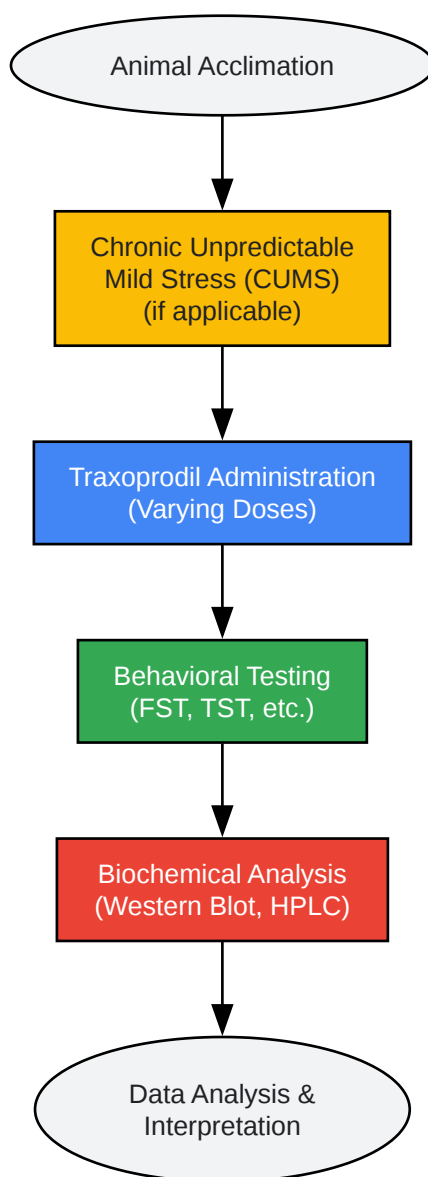 Animal Acclimation
Chronic Unpredictable
Mild Stress (CUMS)
(if applicable)
Traxoprodil Administration
(Varying Doses)
Behavioral Testing
(FST, TST, etc.)
Biochemical Analysis
(Western Blot, HPLC)
Data Analysis &
Interpretation